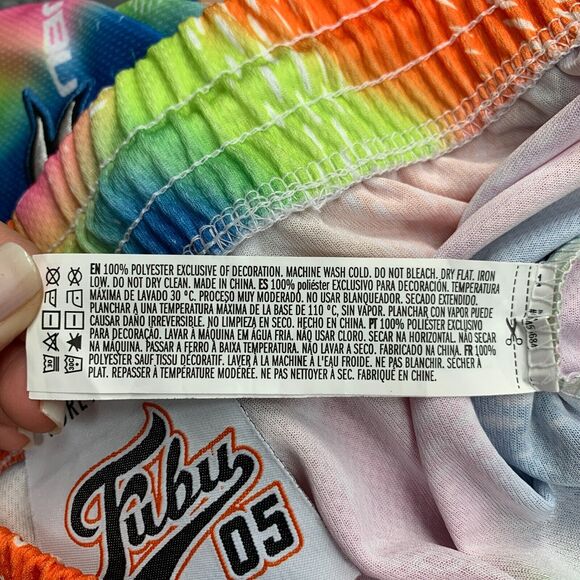 EN 100% POLYESTER EXCLUSIVE OF DECORATION. MACHINE WASH COLD. DO NOT BLEACH. DRY FLAT. IRON
LOW. DO NOT DRY CLEAN. MADE IN CHINA. ES 100% poliéster EXCLUSIVO PARA DECORACIÓN. TEMPERATURA
MÁXIMA DE LAVADO 30 °C. PROCESO MUY MODERADO. NO USAR BLANQUEADOR. SECADO EXTENDIDO.
PLANCHAR A UNA TEMPERATURA MÁXIMA DE LA BASE DE 110 °C, SIN VAPOR. PLANCHAR CON VAPOR PUEDE
CAUSAR DAÑO IRREVERSIBLE. NO LIMPIEZA EN SECO. HECHO EN CHINA. PT 100% POLIÉSTER EXCLUSIVO
PARA DECORAÇÃO. LAVAR À MÁQUINA EM ÁGUA FRIA. NÃO USAR CLORO. SECAR NA HORIZONTAL. NÃO SECAR
NA MÁQUINA. PASSAR A FERRO À BAIXA TEMPERATURA. NÃO LAVAR A SECO. FABRICADO NA CHINA. FR 100%
POLYESTER SAUF TISSU DÉCORATIF. LAVER À LA MACHINE À L'EAU FROIDE. NE PAS BLANCHIR. SÉCHER À
PLAT. REPASSER À TEMPÉRATURE MODÉRÉE. NE PAS NETTOYER À SEC. FABRIQUÉ EN CHINE.
Fubu
05